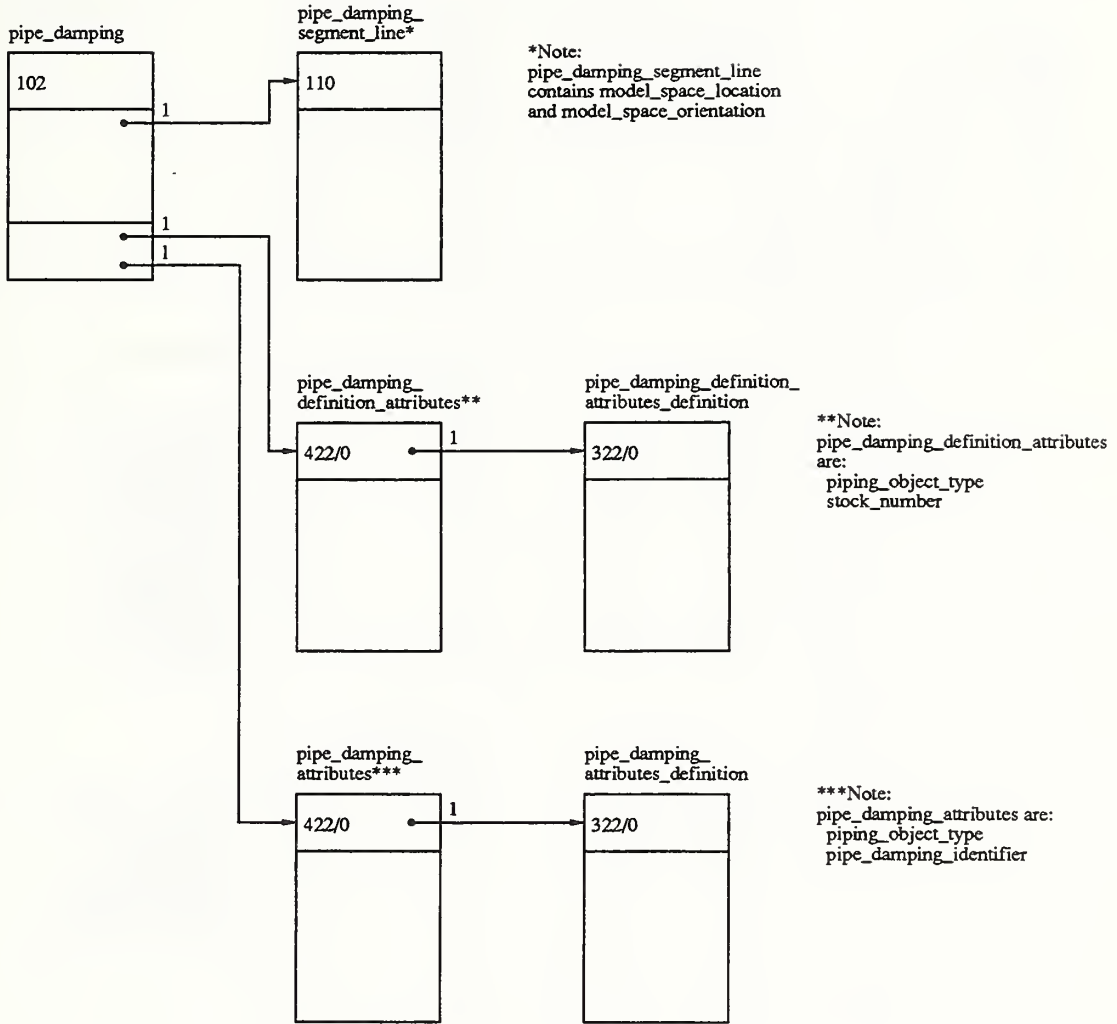 pipe_damping
102
1
1
1
pipe_damping_
segment_line*
110
*Note:
pipe_damping_segment_line
contains model_space_location
and model_space_orientation
pipe_damping_
definition_attributes**
422/0
1
pipe_damping_definition_
attributes_definition
322/0
**Note:
pipe_damping_definition_attributes
are:
piping_object_type
stock_number
pipe_damping_
attributes***
422/0
1
pipe_damping_
attributes_definition
322/0
***Note:
pipe_damping_attributes are:
piping_object_type
pipe_damping_identifier